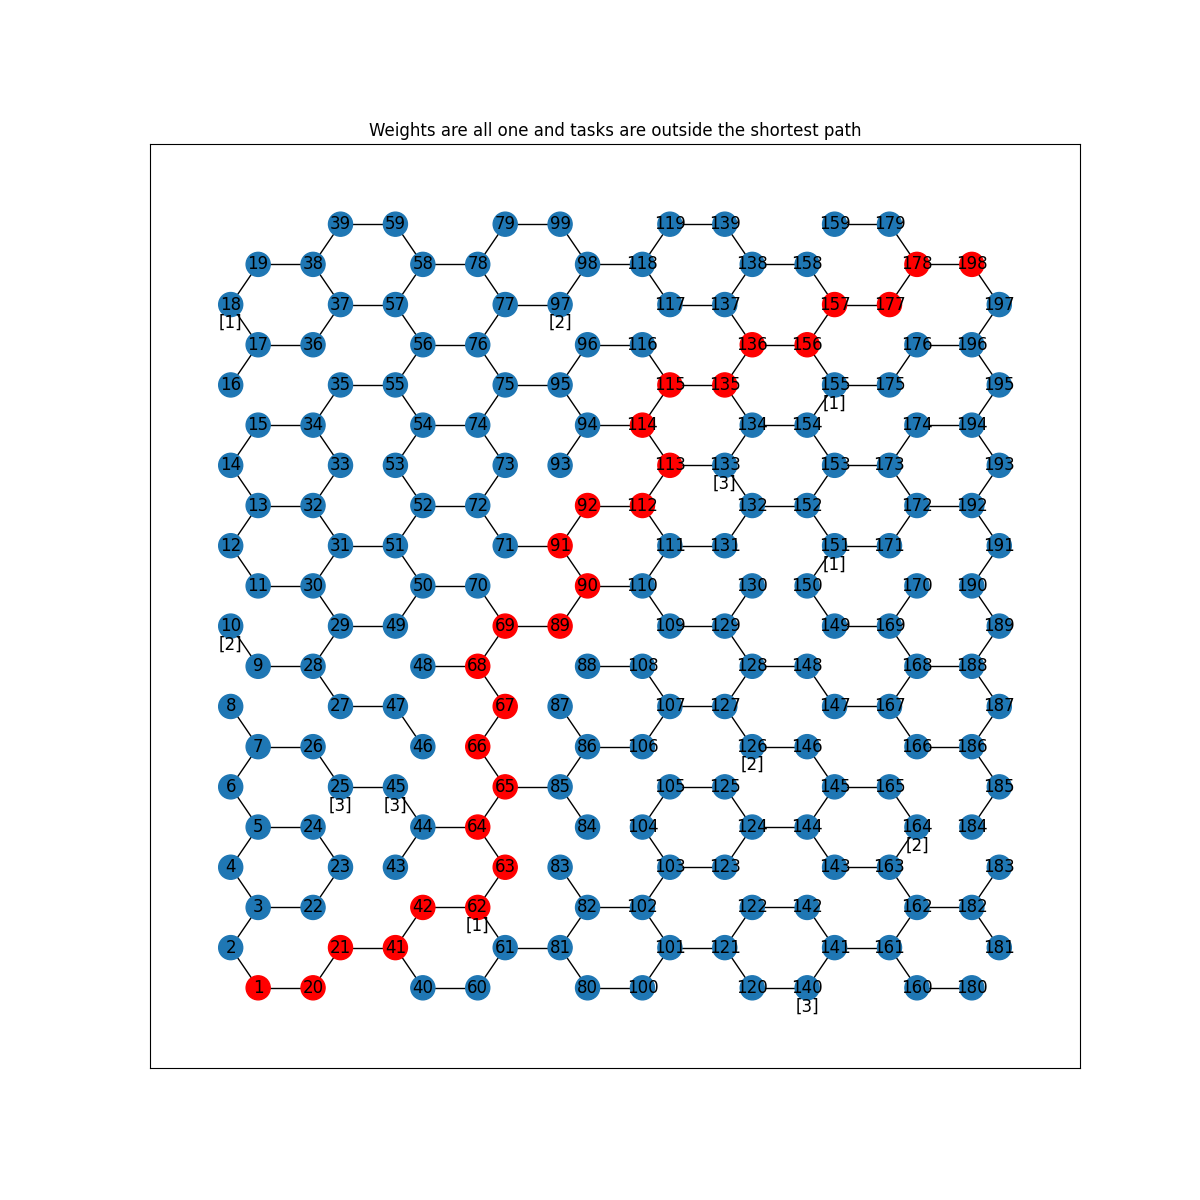 Weights are all one and tasks are outside the shortest path
39 59 79 99 119 139 159 179
19 38 58 78 98 118 138 158 178 198
18 37 57 77 97 117 137 157 177 197
[1] [2]
17 36 56 76 96 116 136 156 176 196
16 35 55 75 95 115 135 155 175 195
[1]
15 34 54 74 94 114 134 154 174 194
14 33 53 73 93 113 133 153 173 193
[3]
13 32 52 72 92 112 132 152 172 192
12 31 51 71 91 111 131 151 171 191
[1]
11 30 50 70 90 110 130 150 170 190
10 29 49 69 89 109 129 149 169 189
[2]
9 28 48 68 88 108 128 148 168 188
8 27 47 67 87 107 127 147 167 187
7 26 46 66 86 106 126 146 166 186
[2]
6 25 45 65 85 105 125 145 165 185
[3] [3]
5 24 44 64 84 104 124 144 164 184
[2]
4 23 43 63 83 103 123 143 163 183
3 22 42 62 82 102 122 142 162 182
[1]
2 21 41 61 81 101 121 141 161 181
1 20 40 60 80 100 120 140 160 180
[3]